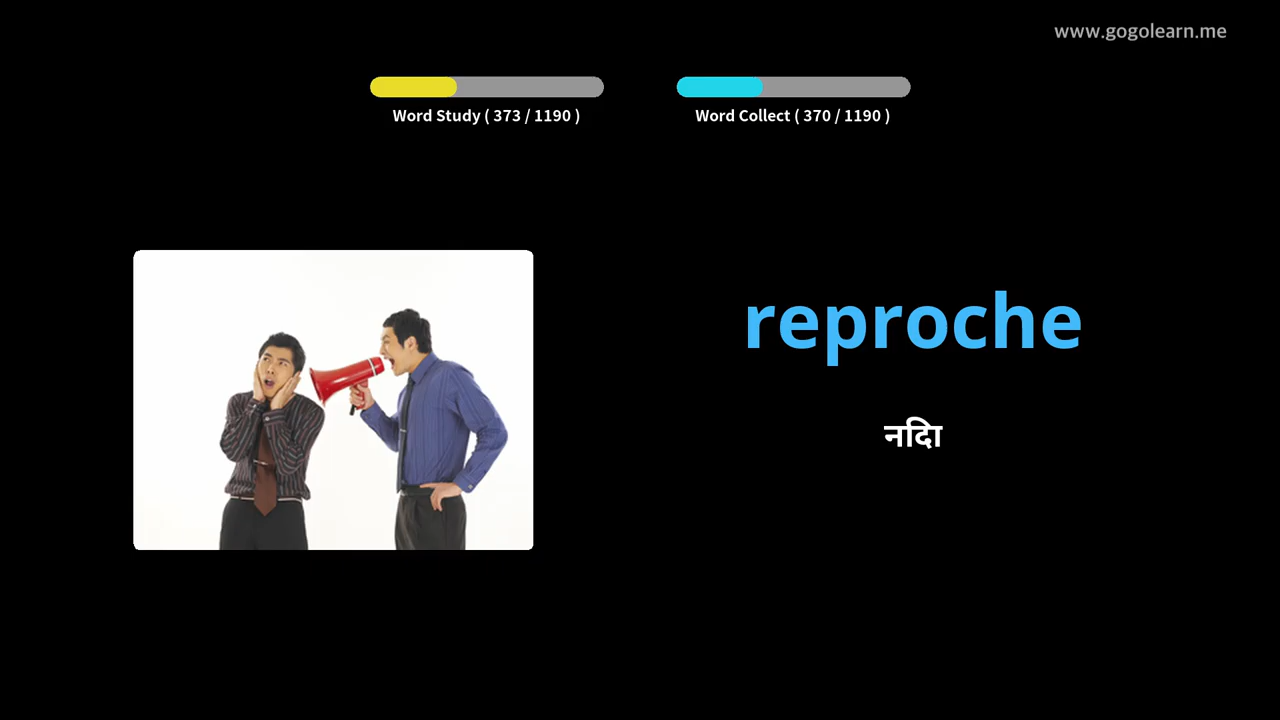 www.gogolearn.me
Word Study ( 373 / 1190 )
Word Collect ( 370 / 1190 )
reproche
नदिा